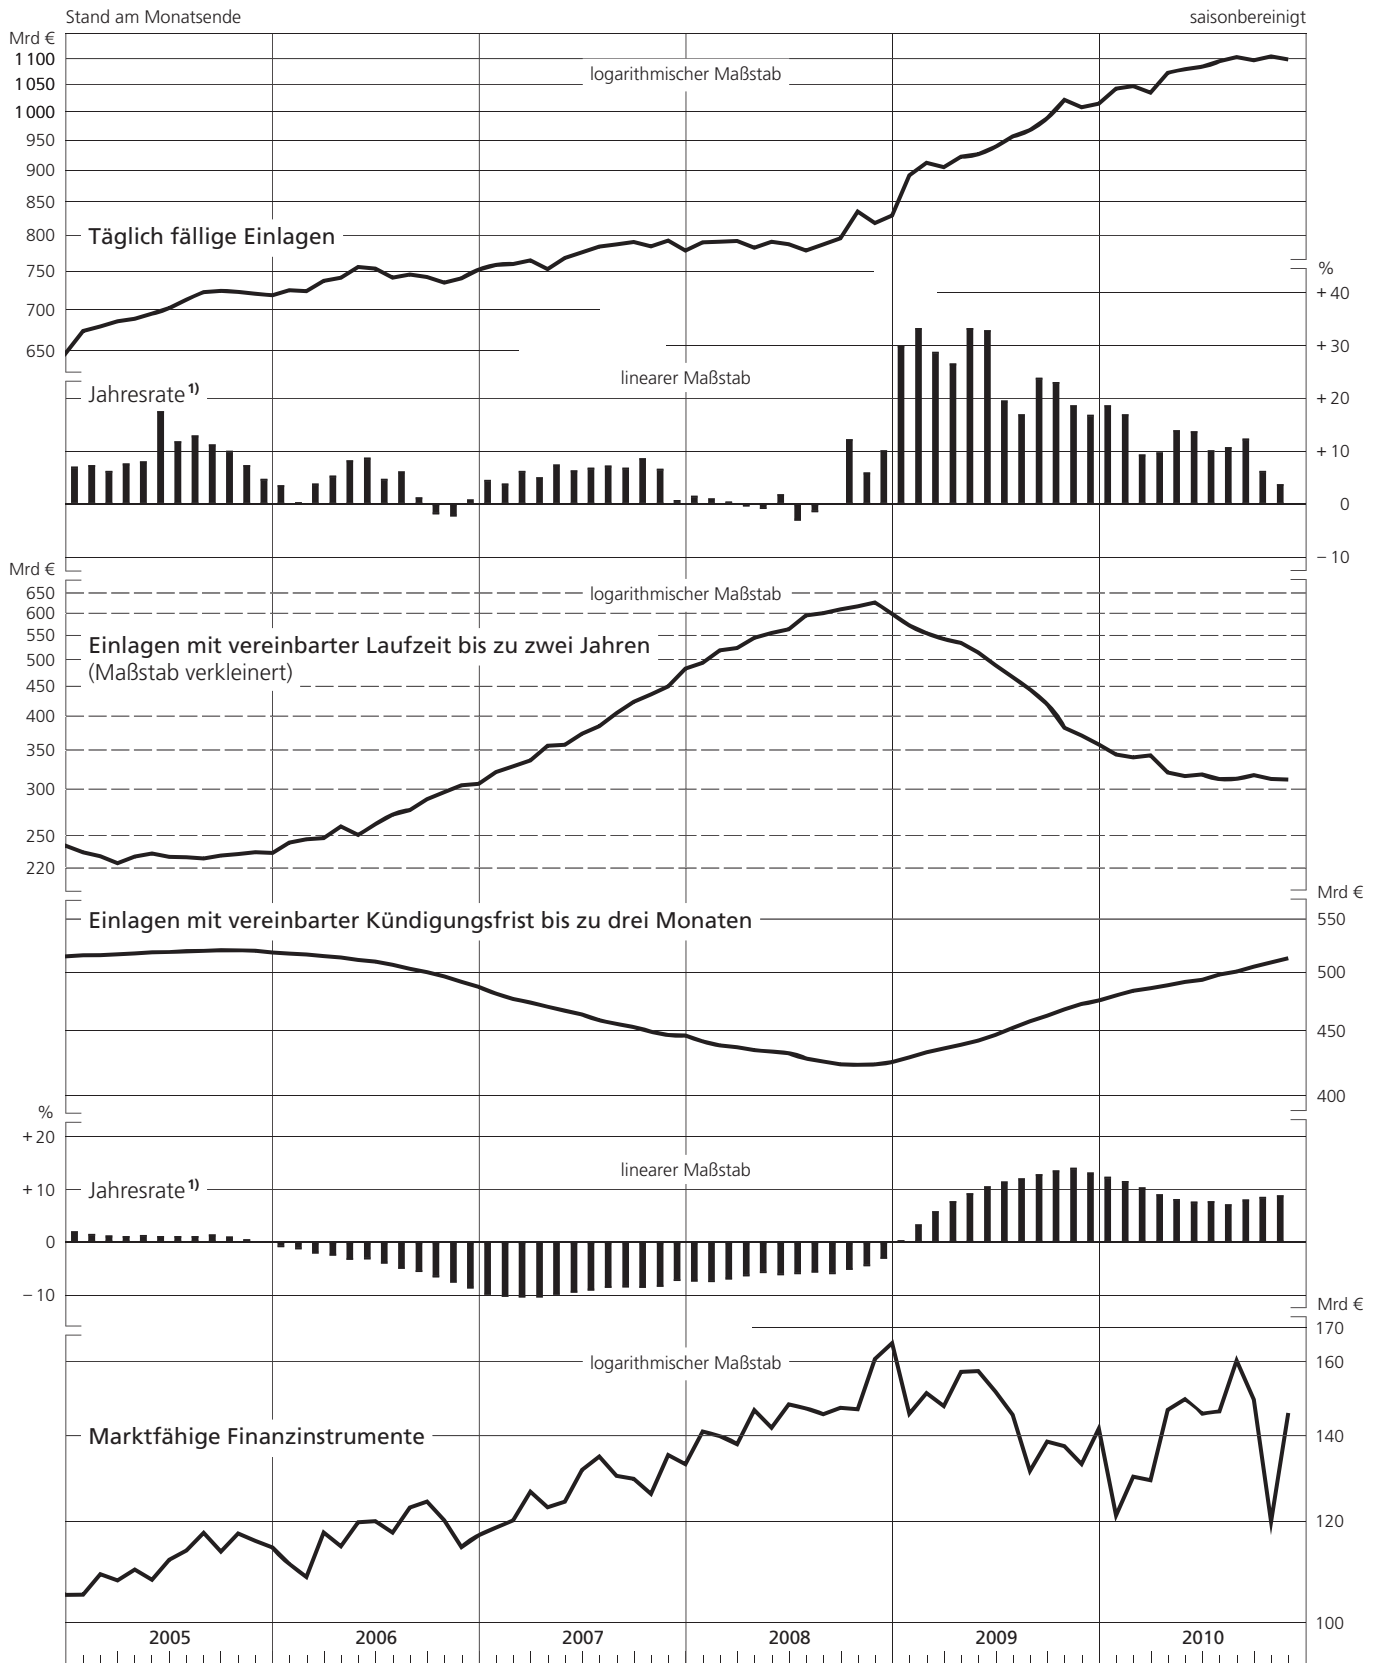 Stand am Monatsende
saisonbereinigt
Mrd €
1 100
logarithmischer Maßstab
1 050
1 000
950
900
850
800
Täglich fällige Einlagen
750
%
+ 40
700
650
+ 30
linearer Maßstab
Jahresrate 1)
+ 20
+ 10
0
− 10
Mrd €
650
logarithmischer Maßstab
600
550
Einlagen mit vereinbarter Laufzeit bis zu zwei Jahren
500
(Maßstab verkleinert)
450
400
350
300
250
220
Mrd €
Einlagen mit vereinbarter Kündigungsfrist bis zu drei Monaten
550
500
450
400
%
+ 20
linearer Maßstab
+ 10
Jahresrate 1)
0
− 10
Mrd €
170
logarithmischer Maßstab
160
Marktfähige Finanzinstrumente
140
120
100
2005 2006 2007 2008 2009 2010